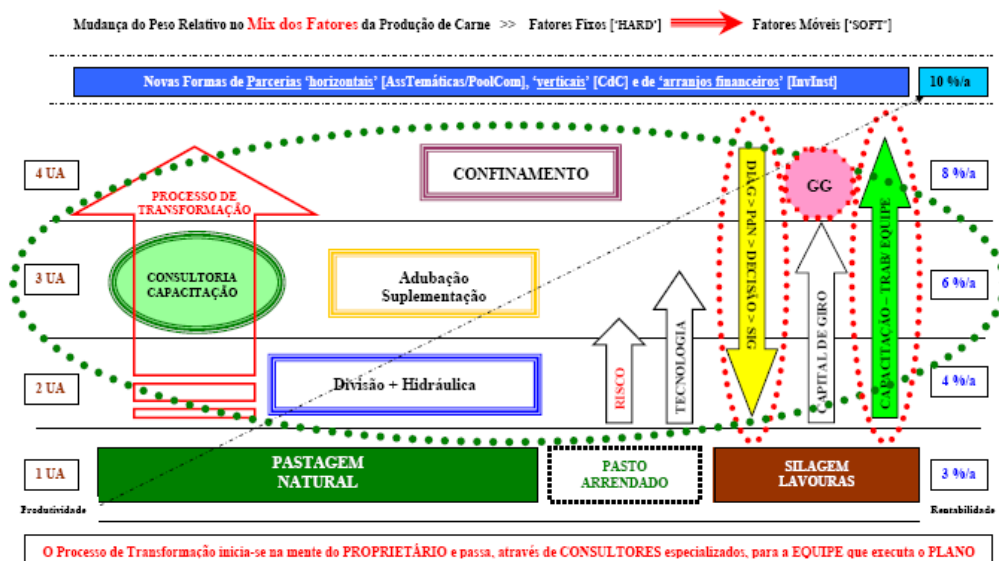 Mudança do Peso Relativo no Mix dos Fatores da Produção de Carne >> Fatores Fixos ['HARD'] Fatores Móveis ['SOFT']
Novas Formas de Parcerias 'horizontais' [AssTemáticas/PoolCom], 'verticais' [CdC] e de 'arranjos financeiros' [InvInst]
10 %/a
4 UA
PROCESSO DE
TRANSFORMAÇÃO
CONFINAMENTO
GG
8 %/a
3 UA
CONSULTORIA
CAPACITAÇÃO
Adubação
Suplementação
6 %/a
2 UA
Divisão + Hidráulica
RISCO
TECNOLOGIA
DIAG > PdN > DECISÃO > SIG
CAPITAL DE GIRO
CAPACITAÇÃO – TRAB/ EQUIPE
4 %/a
1 UA
PASTAGEM
NATURAL
PASTO
ARRENDADO
SILAGEM
LAVOURAS
3 %/a
Produtividade
Rentabilidade
O Processo de Transformação inicia-se na mente do PROPRIETÁRIO e passa, através de CONSULTORES especializados, para a EQUIPE que executa o PLANO